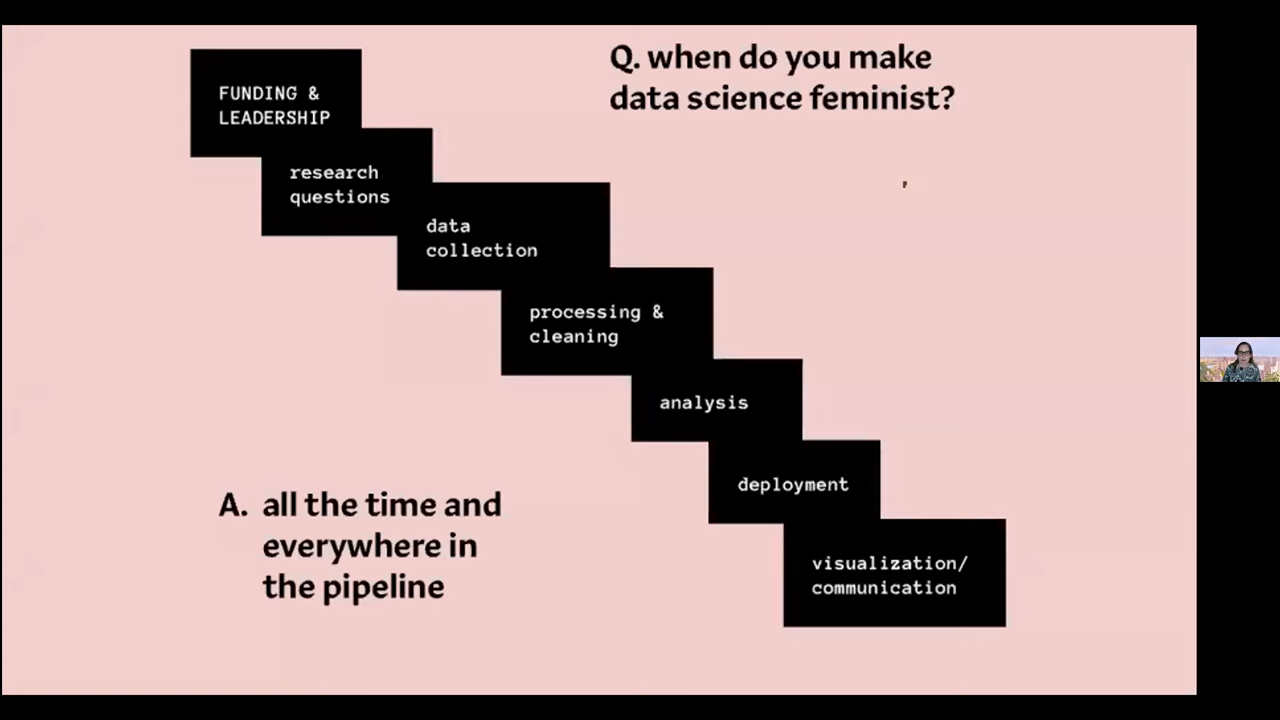 Q. when do you make
data science feminist?
FUNDING &
LEADERSHIP
research
questions
data
collection
processing &
cleaning
analysis
deployment
visualization/
communication
A. all the time and
everywhere in
the pipeline